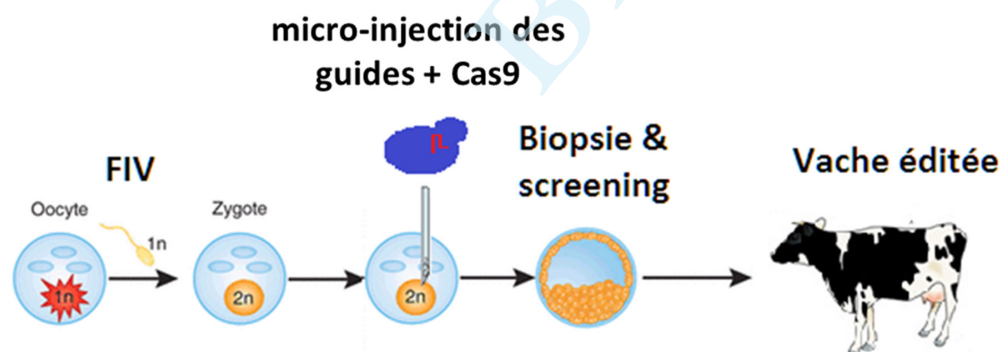 micro-injection des
guides + Cas9
FIV
Biopsie &
screening
Vache éditée
Oocyte
1n
Zygote
1n
2n
2n